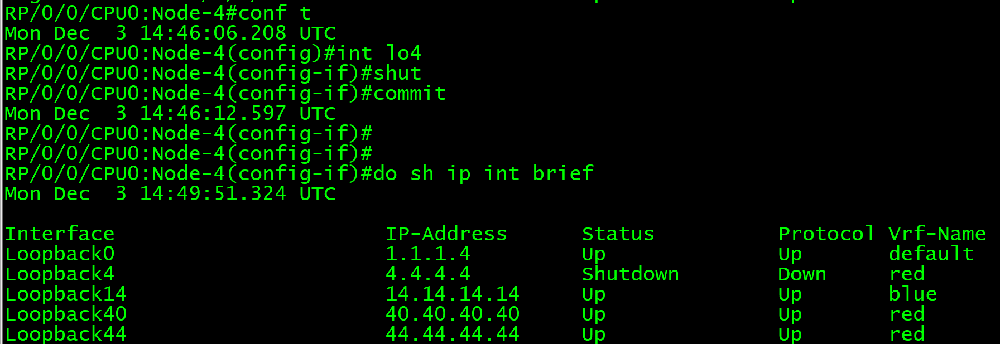 RP/0/0/CPU0:Node-4#conf t
Mon Dec  3 14:46:06.208 UTC
RP/0/0/CPU0:Node-4(config)#int lo4
RP/0/0/CPU0:Node-4(config-if)#shut
RP/0/0/CPU0:Node-4(config-if)#commit
Mon Dec  3 14:46:12.597 UTC
RP/0/0/CPU0:Node-4(config-if)#
RP/0/0/CPU0:Node-4(config-if)#
RP/0/0/CPU0:Node-4(config-if)#do sh ip int brief
Mon Dec  3 14:49:51.324 UTC
Interface                      IP-Address      Status          Protocol Vrf-Name
Loopback0                      1.1.1.4         Up              Up       default
Loopback4                      4.4.4.4         Shutdown        Down     red
Loopback14                     14.14.14.14     Up              Up       blue
Loopback40                     40.40.40.40     Up              Up       red
Loopback44                     44.44.44.44     Up              Up       red